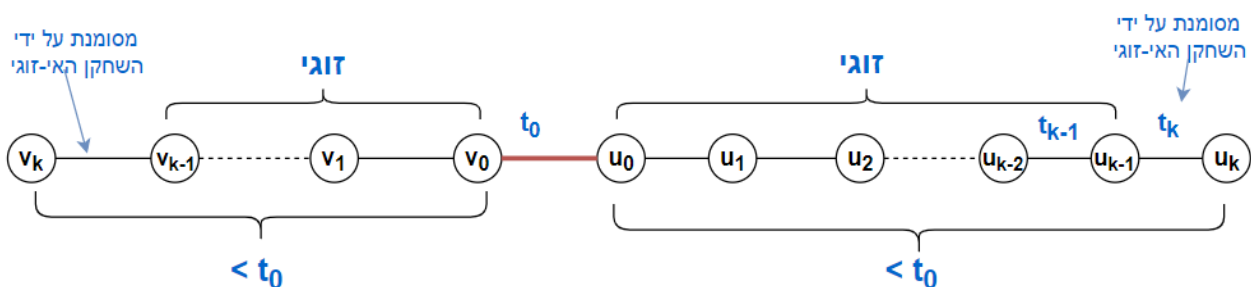 מסומנת על ידי
השחקן האי-זוגי
זוגי
זוגי
מסומנת על ידי
השחקן האי-זוגי
t₀
tₖ₋₁
tₖ
vₖ
vₖ₋₁
v₁
v₀
u₀
u₁
u₂
uₖ₋₂
uₖ₋₁
uₖ
< t₀
< t₀